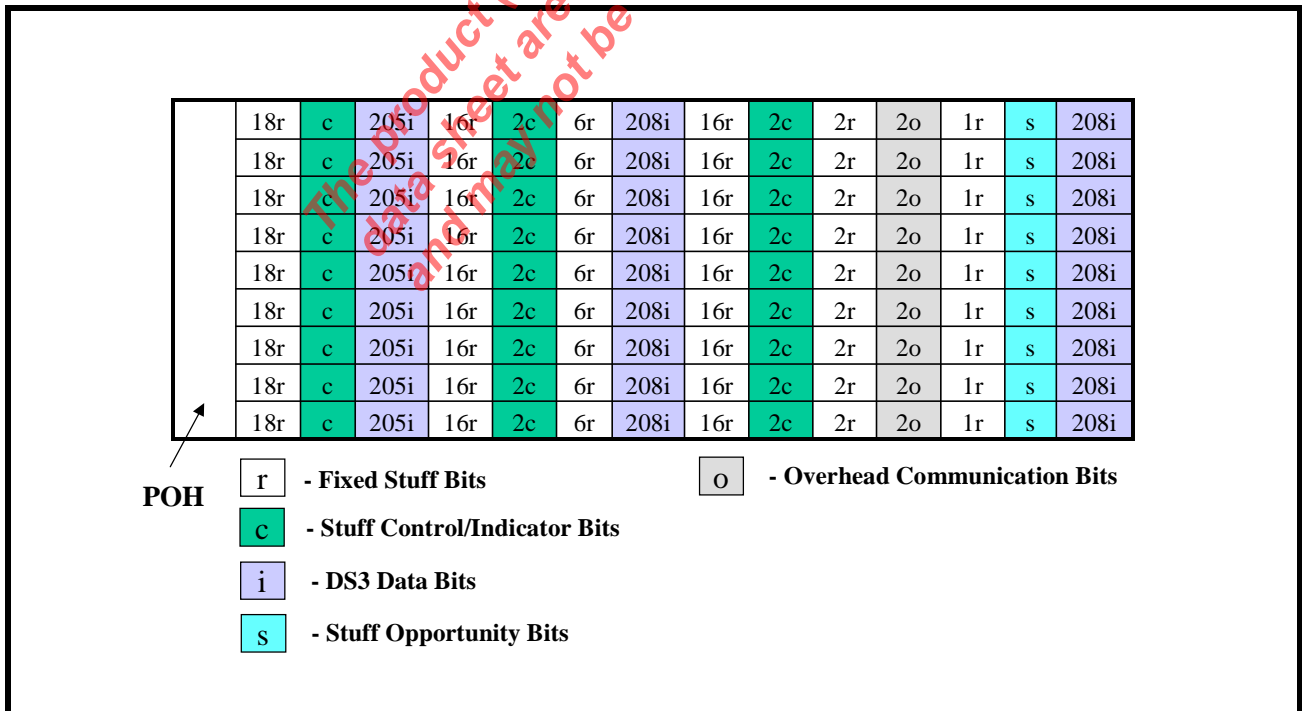 The product
data sheet are
and may not be
18r c 205i 16r 2c 6r 208i 16r 2c 2r 2o 1r s 208i
18r c 205i 16r 2c 6r 208i 16r 2c 2r 2o 1r s 208i
18r c 205i 16r 2c 6r 208i 16r 2c 2r 2o 1r s 208i
18r c 205i 16r 2c 6r 208i 16r 2c 2r 2o 1r s 208i
18r c 205i 16r 2c 6r 208i 16r 2c 2r 2o 1r s 208i
18r c 205i 16r 2c 6r 208i 16r 2c 2r 2o 1r s 208i
18r c 205i 16r 2c 6r 208i 16r 2c 2r 2o 1r s 208i
18r c 205i 16r 2c 6r 208i 16r 2c 2r 2o 1r s 208i
18r c 205i 16r 2c 6r 208i 16r 2c 2r 2o 1r s 208i
POH
r - Fixed Stuff Bits
o - Overhead Communication Bits
c - Stuff Control/Indicator Bits
i - DS3 Data Bits
s - Stuff Opportunity Bits